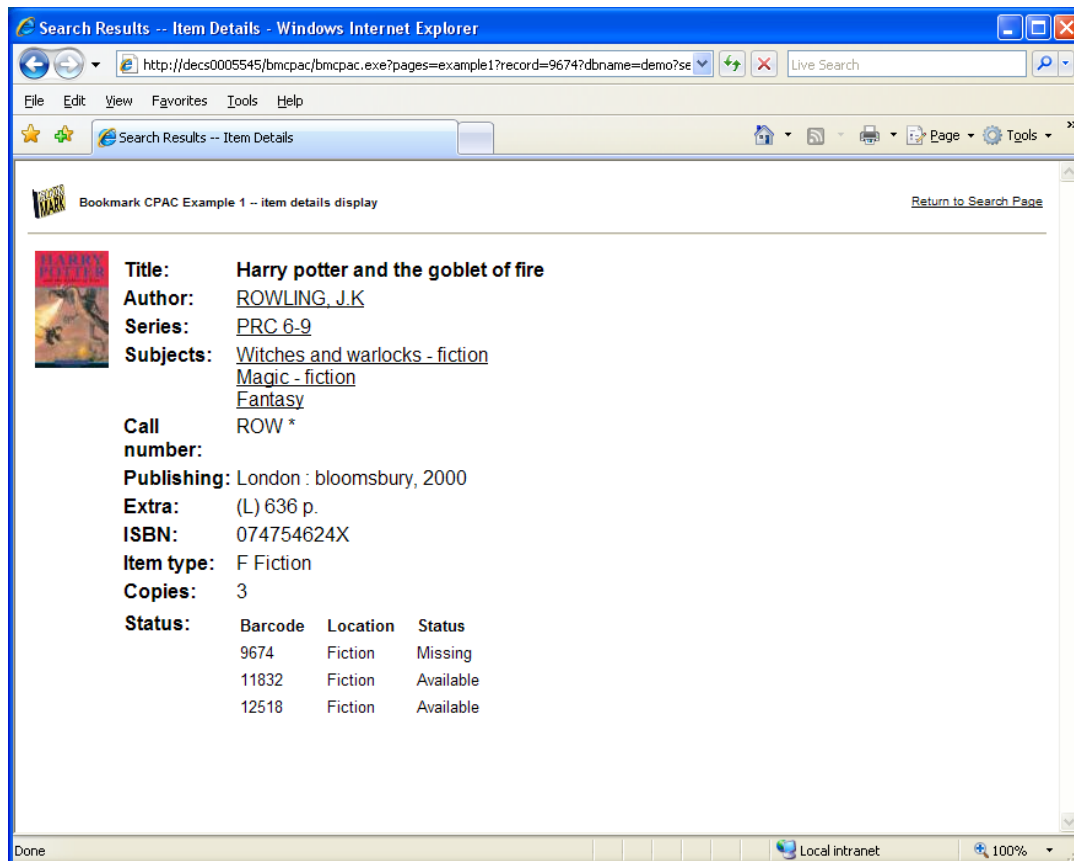 Search Results -- Item Details - Windows Internet Explorer
http://decs0005545/bmcpac/bmcpac.exe?pages=example1?record=9674?dbname=demo?se
Live Search
File Edit View Favorites Tools Help
Search Results -- Item Details
Page Tools »
Bookmark CPAC Example 1 -- item details display
Return to Search Page
HARRY POTTER
Title: Harry potter and the goblet of fire
Author: ROWLING, J.K
Series: PRC 6-9
Subjects: Witches and warlocks - fiction
Magic - fiction
Fantasy
Call number: ROW *
Publishing: London : bloomsbury, 2000
Extra: (L) 636 p.
ISBN: 074754624X
Item type: F Fiction
Copies: 3
Status: Barcode Location Status
9674 Fiction Missing
11832 Fiction Available
12518 Fiction Available
Done
Local intranet
100%